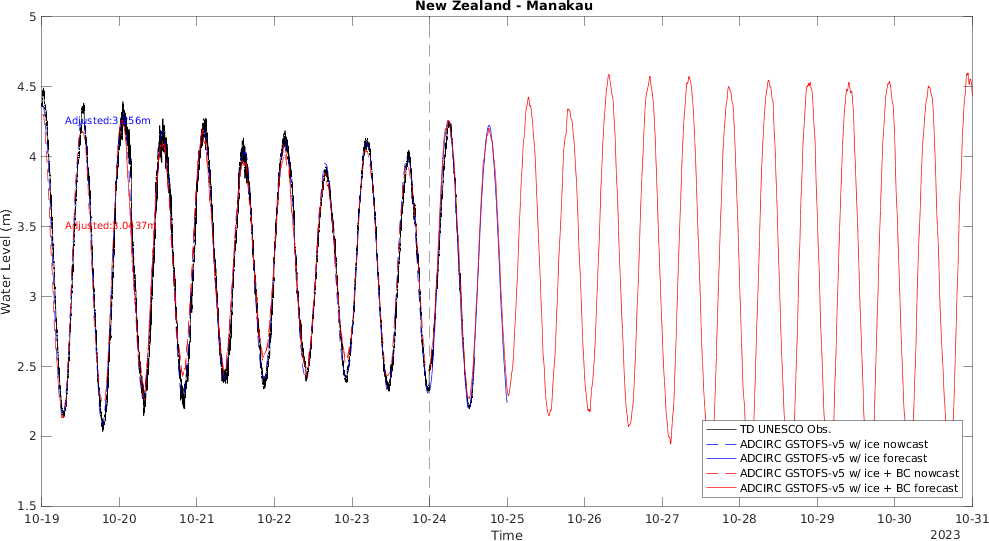 New Zealand - Manakau
5
4.5
4
3.5
3
2.5
2
1.5
Water Level (m)
Adjusted:3.0437m
TD UNESCO Obs.
ADCIRC GSTOFS-v5 w/ ice nowcast
ADCIRC GSTOFS-v5 w/ ice forecast
ADCIRC GSTOFS-v5 w/ ice + BC nowcast
ADCIRC GSTOFS-v5 w/ ice + BC forecast
10-19 10-20 10-21 10-22 10-23 10-24 10-25 10-26 10-27 10-28 10-29 10-30 10-31
Time
2023